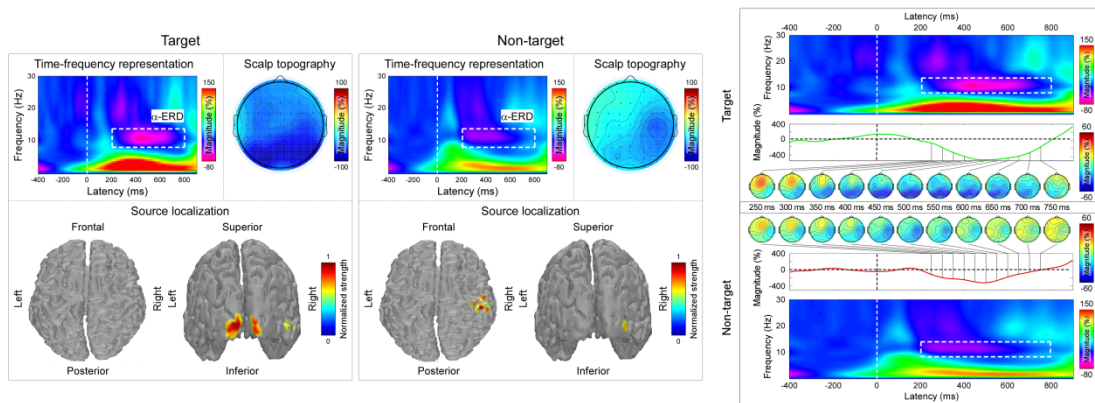 Target
Time-frequency representation
Scalp topography
Frequency (Hz)
30
20
10
α-ERD
-400 -200 0 200 400 600 800
Latency (ms)
150
Magnitude (%)
-80
100
Magnitude (%)
-100
Source localization
Frontal
Superior
Left
Right
Left
Right
Posterior
Inferior
1
Normalized strength
0
Non-target
Time-frequency representation
Scalp topography
Frequency (Hz)
30
20
10
α-ERD
-400 -200 0 200 400 600 800
Latency (ms)
150
Magnitude (%)
-80
100
Magnitude (%)
-100
Source localization
Frontal
Superior
Left
Right
Left
Right
Posterior
Inferior
1
Normalized strength
0
Latency (ms)
-400 -200 0 200 400 600 800
Target
Frequency (Hz)
30
20
10
150
Magnitude (%)
-80
Magnitude (%)
400
0
-400
60
Magnitude (%)
-60
250 ms 300 ms 350 ms 400 ms 450 ms 500 ms 550 ms 600 ms 650 ms 700 ms 750 ms
60
Magnitude (%)
-60
Non-target
Magnitude (%)
400
0
-400
Frequency (Hz)
30
20
10
150
Magnitude (%)
-80
-400 -200 0 200 400 600 800
Latency (ms)